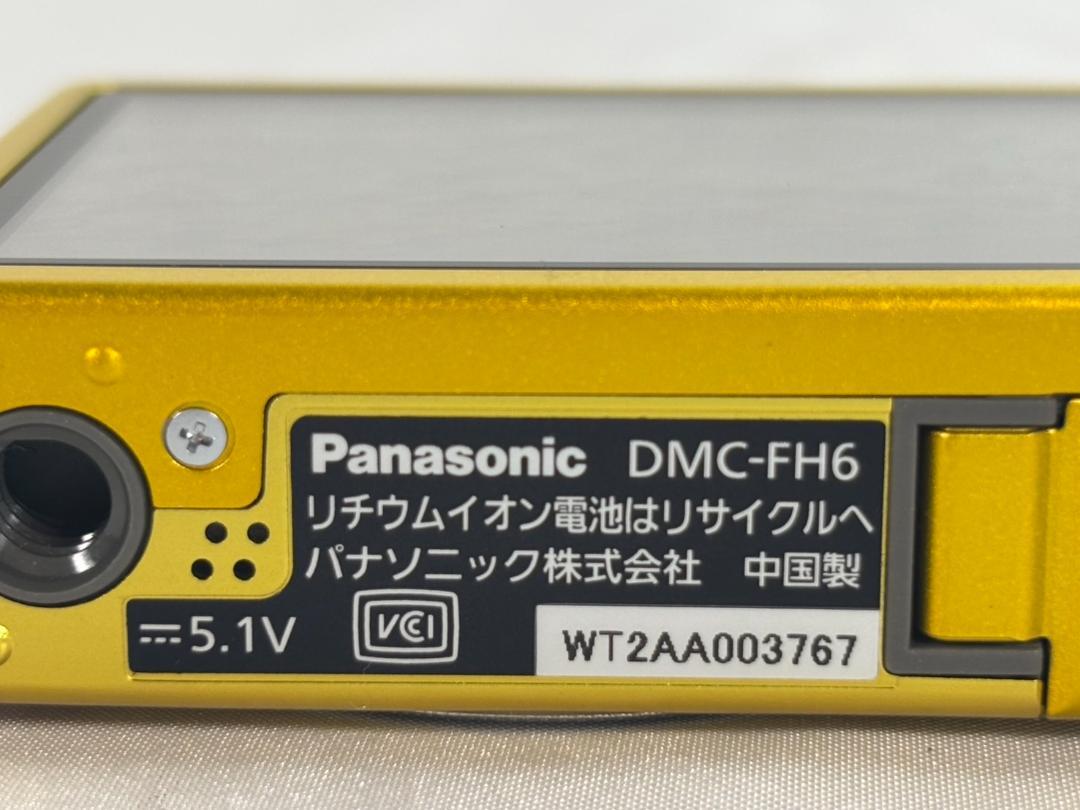 Panasonic DMC-FH6
リチウムイオン電池はリサイクルへ
パナソニック株式会社 中国製
5.1V VCCI WT2AA003767